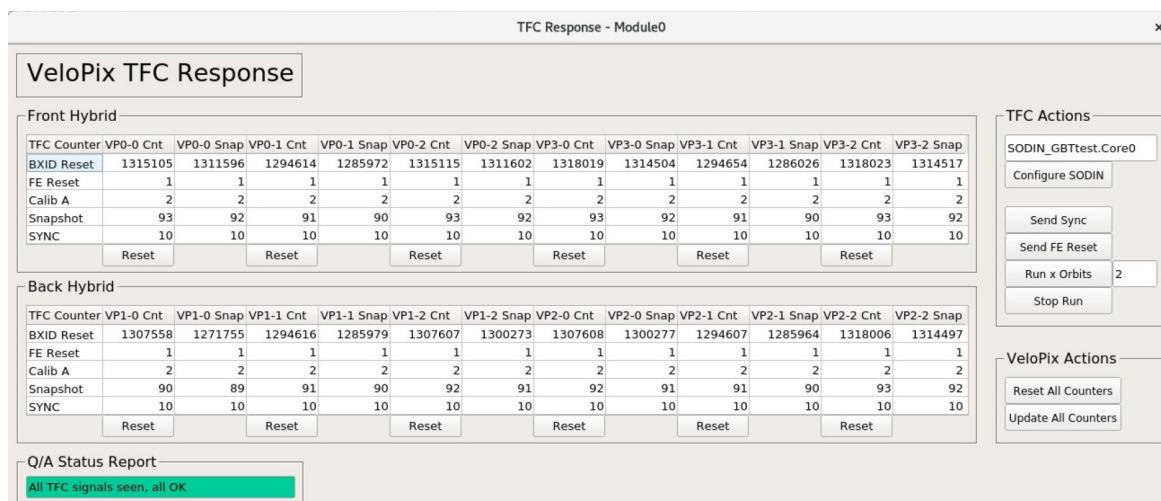 TFC Response - Module0
×
VeloPix TFC Response
Front Hybrid
TFC Counter VP0-0 Cnt VP0-0 Snap VP0-1 Cnt VP0-1 Snap VP0-2 Cnt VP0-2 Snap VP3-0 Cnt VP3-0 Snap VP3-1 Cnt VP3-1 Snap VP3-2 Cnt VP3-2 Snap
BXID Reset 1315105 1311596 1294614 1285972 1315115 1311602 1318019 1314504 1294654 1286026 1318023 1314517
FE Reset 1 1 1 1 1 1 1 1 1 1 1 1
Calib A 2 2 2 2 2 2 2 2 2 2 2 2
Snapshot 93 92 91 90 93 92 93 92 91 90 93 92
SYNC 10 10 10 10 10 10 10 10 10 10 10 10
Reset Reset Reset Reset Reset Reset
Back Hybrid
TFC Counter VP1-0 Cnt VP1-0 Snap VP1-1 Cnt VP1-1 Snap VP1-2 Cnt VP1-2 Snap VP2-0 Cnt VP2-0 Snap VP2-1 Cnt VP2-1 Snap VP2-2 Cnt VP2-2 Snap
BXID Reset 1307558 1271755 1294616 1285979 1307607 1300273 1307608 1300277 1294607 1285964 1318006 1314497
FE Reset 1 1 1 1 1 1 1 1 1 1 1 1
Calib A 2 2 2 2 2 2 2 2 2 2 2 2
Snapshot 90 89 91 90 92 91 92 91 91 90 93 92
SYNC 10 10 10 10 10 10 10 10 10 10 10 10
Reset Reset Reset Reset Reset Reset
Q/A Status Report
All TFC signals seen, all OK
TFC Actions
SODIN_GBTtest.Core0
Configure SODIN
Send Sync
Send FE Reset
Run x Orbits 2
Stop Run
VeloPix Actions
Reset All Counters
Update All Counters